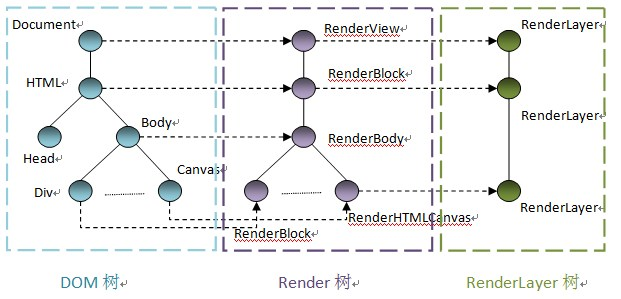 Document
RenderView
RenderLayer
HTML
RenderBlock
RenderLayer
Body
RenderBody
Head
Canvas
Div
RenderHTMLCanvas
RenderLayer
RenderBlock
DOM 树
Render 树
RenderLayer 树